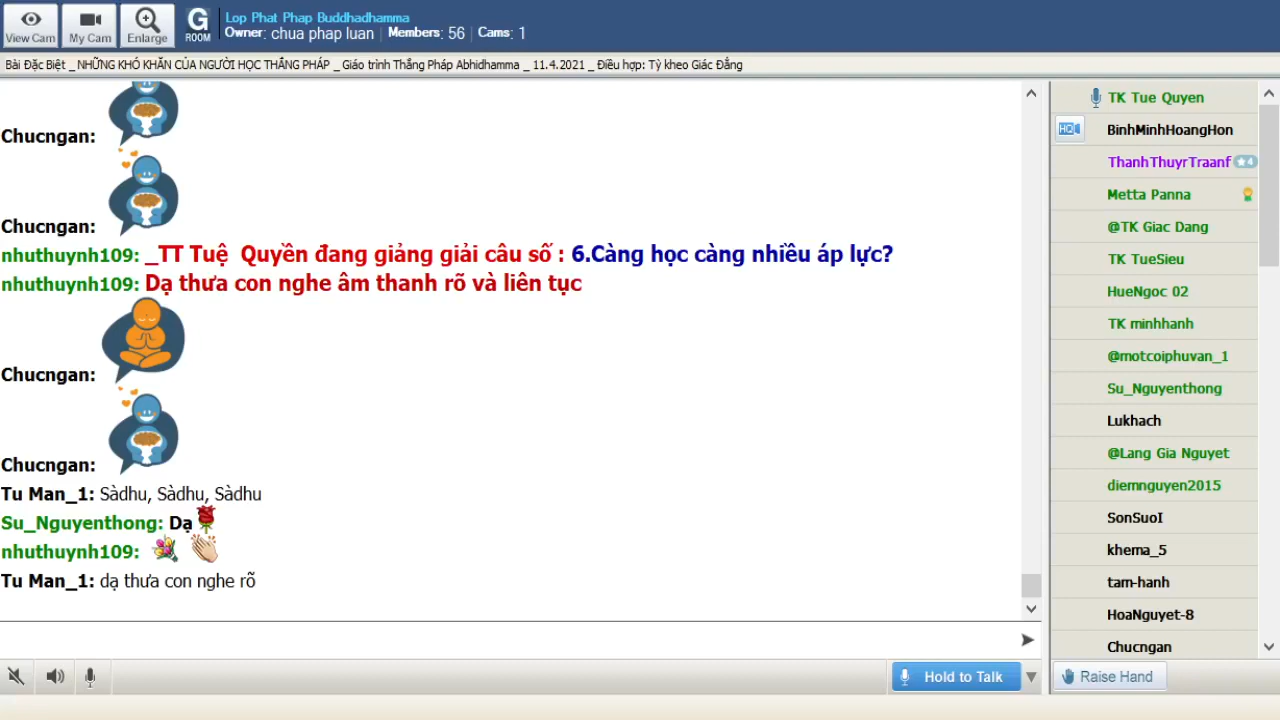 View Cam
My Cam
Enlarge
G
ROOM
Lop Phat Phap Buddhadhamma
Owner: chua phap luan | Members: 56 | Cams: 1
Bài Đặc Biệt _ NHỮNG KHÓ KHĂN CỦA NGƯỜI HỌC THẮNG PHÁP _ Giáo trình Thắng Pháp Abhidhamma _ 11.4.2021 _ Điều hợp: Tỳ kheo Giác Đẳng
Chucngan:
Chucngan:
nhuthuynh109: _TT Tuệ Quyền đang giảng giải câu số : 6.Càng học càng nhiều áp lực?
nhuthuynh109: Dạ thưa con nghe âm thanh rõ và liên tục
Chucngan:
Chucngan:
Tu Man_1: Sàdhu, Sàdhu, Sàdhu
Su_Nguyenthong: Dạ
nhuthuynh109:
Tu Man_1: dạ thưa con nghe rõ
Hold to Talk
TK Tue Quyen
HQ
BinhMinhHoangHon
ThanhThuyrTraanf
4
Metta Panna
@TK Giac Dang
TK TueSieu
HueNgoc 02
TK minhhanh
@motcoiphuvan_1
Su_Nguyenthong
Lukhach
@Lang Gia Nguyet
diemnguyen2015
SonSuoI
khema_5
tam-hanh
HoaNguyet-8
Chucngan
Raise Hand